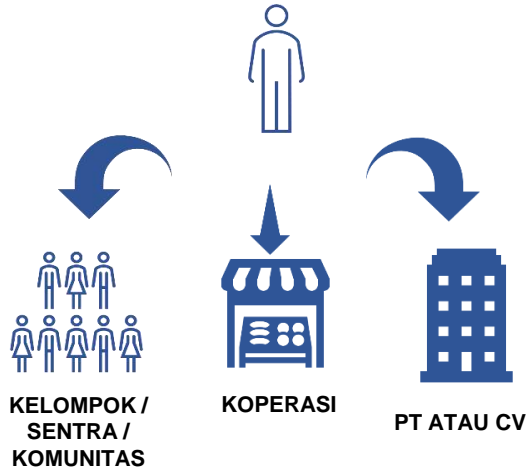 KELOMPOK /
SENTRA /
KOMUNITAS
KOPERASI
PT ATAU CV